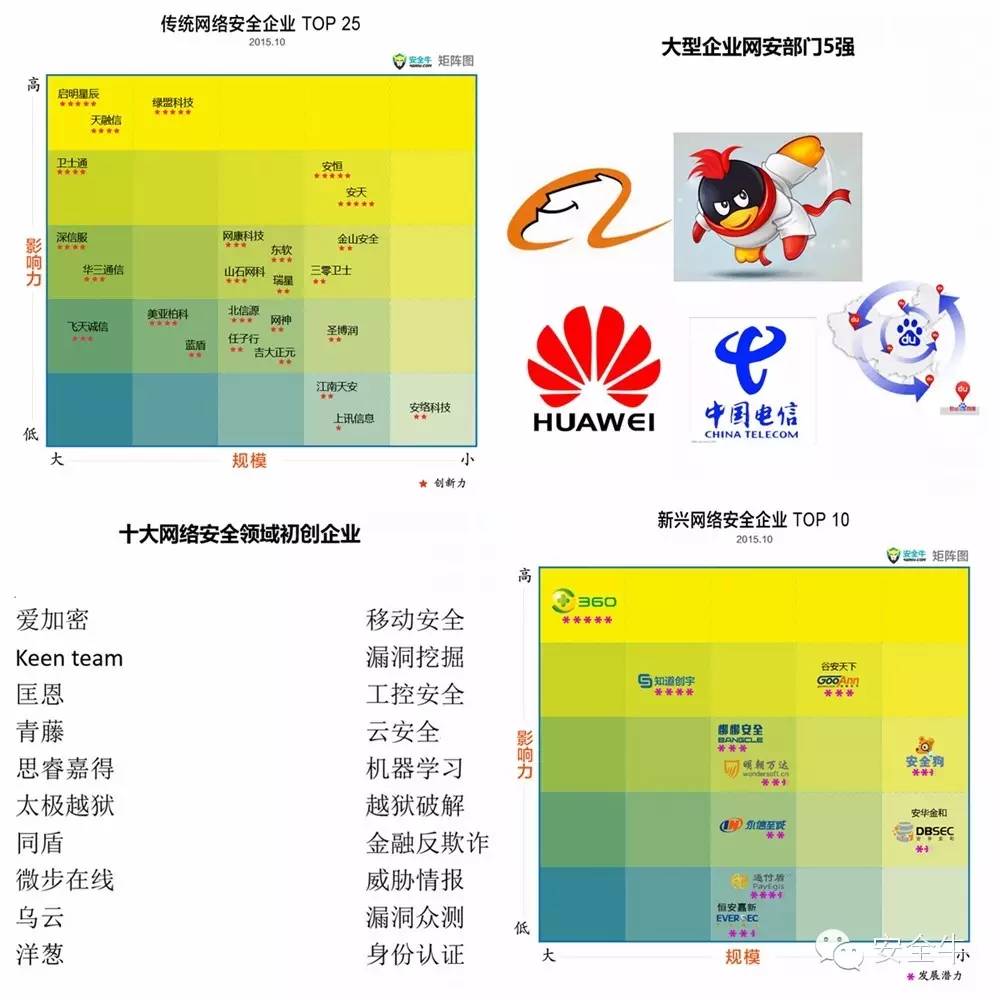 传统网络安全企业 TOP 25
2015.10
安全牛 矩阵图
高
启明星辰
绿盟科技
天融信
卫士通
安恒
安天
影响力
深信服
网康科技
金山安全
东软
华三通信
山石网科
三零卫士
瑞星
飞天诚信
美亚柏科
北信源
网神
蓝盾
任子行
圣博润
吉大正元
江南天安
上讯信息
安络科技
低
大
规模
小
创新力
大型企业网安部门5强
HUAWEI
中国电信
CHINA TELECOM
du
du
du
十大网络安全领域初创企业
爱加密 移动安全
Keen team 漏洞挖掘
匡恩 工控安全
青藤 云安全
思睿嘉得 机器学习
太极越狱 越狱破解
同盾 金融反欺诈
微步在线 威胁情报
乌云 漏洞众测
洋葱 身份认证
新兴网络安全企业 TOP 10
2015.10
安全牛 矩阵图
高
360
知道创宇
谷安天下
GooAnn
影响力
梆梆安全
BANGCLE
明朝万达
wondersoft.cn
安全狗
永信至诚
安华金和
DBSEC
通付盾
PayEgis
恒安嘉新
EVERSEC
低
大
规模
小
发展潜力
安全牛